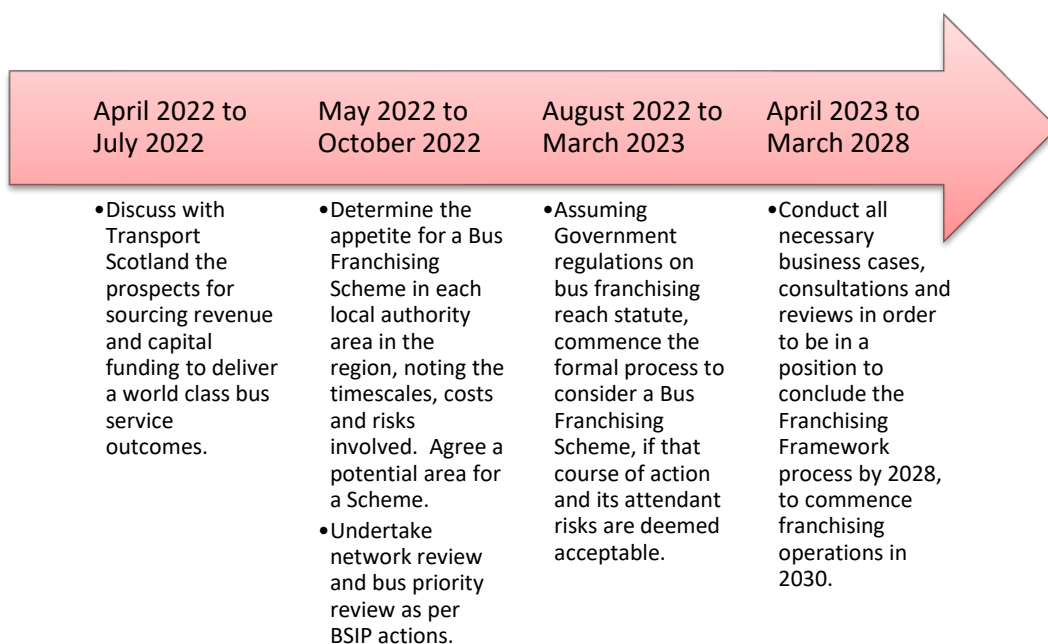 April 2022 to
July 2022
•Discuss with
Transport
Scotland the
prospects for
sourcing revenue
and capital
funding to deliver
a world class bus
service
outcomes.
May 2022 to
October 2022
•Determine the
appetite for a Bus
Franchising
Scheme in each
local authority
area in the
region, noting the
timescales, costs
and risks
involved.  Agree a
potential area for
a Scheme.
•Undertake
network review
and bus priority
review as per
BSIP actions.
August 2022 to
March 2023
•Assuming
Government
regulations on
bus franchising
reach statute,
commence the
formal process to
consider a Bus
Franchising
Scheme, if that
course of action
and its attendant
risks are deemed
acceptable.
April 2023 to
March 2028
•Conduct all
necessary
business cases,
consultations and
reviews in order
to be in a
position to
conclude the
Franchising
Framework
process by 2028,
to commence
franchising
operations in
2030.